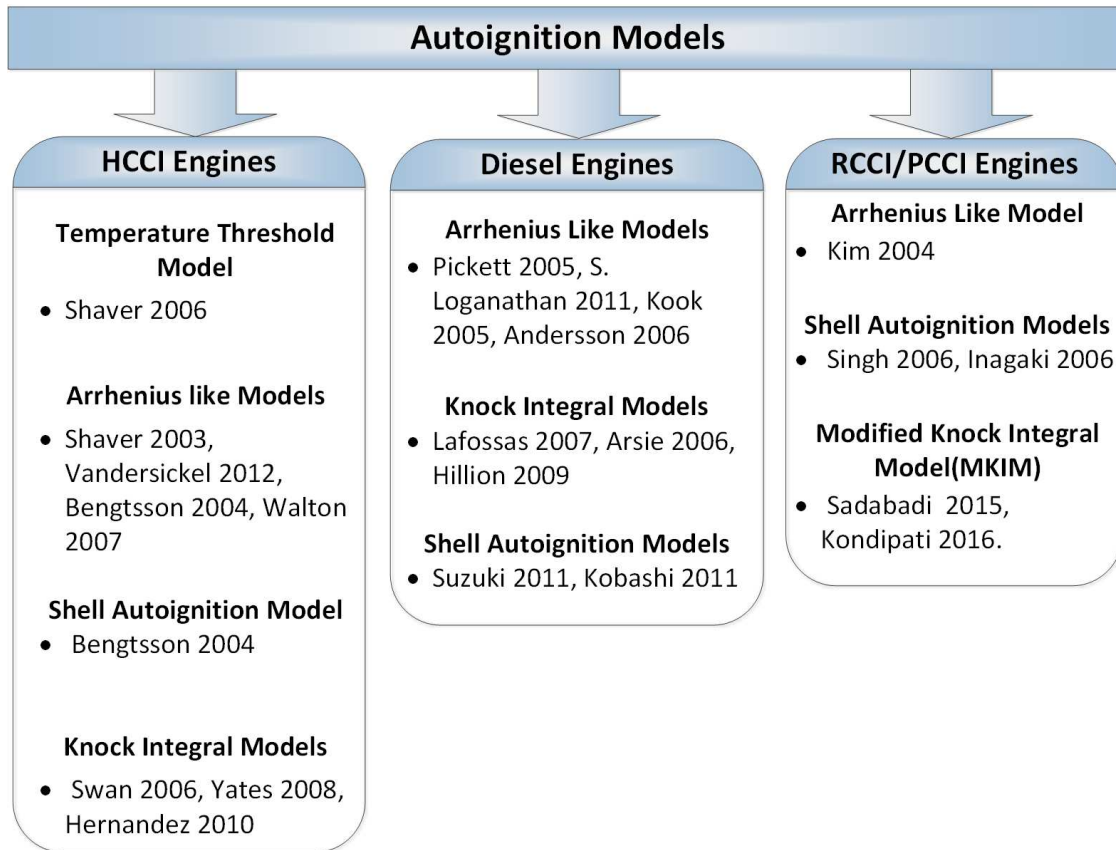 Autoignition Models
HCCI Engines
Temperature Threshold
Model
• Shaver 2006
Arrhenius like Models
• Shaver 2003,
Vandersickel 2012,
Bengtsson 2004, Walton
2007
Shell Autoignition Model
• Bengtsson 2004
Knock Integral Models
• Swan 2006, Yates 2008,
Hernandez 2010
Diesel Engines
Arrhenius Like Models
• Pickett 2005, S.
Loganathan 2011, Kook
2005, Andersson 2006
Knock Integral Models
• Lafossas 2007, Arsie 2006,
Hillion 2009
Shell Autoignition Models
• Suzuki 2011, Kobashi 2011
RCCI/PCCI Engines
Arrhenius Like Model
• Kim 2004
Shell Autoignition Models
• Singh 2006, Inagaki 2006
Modified Knock Integral
Model(MKIM)
• Sadabadi 2015,
Kondipati 2016.